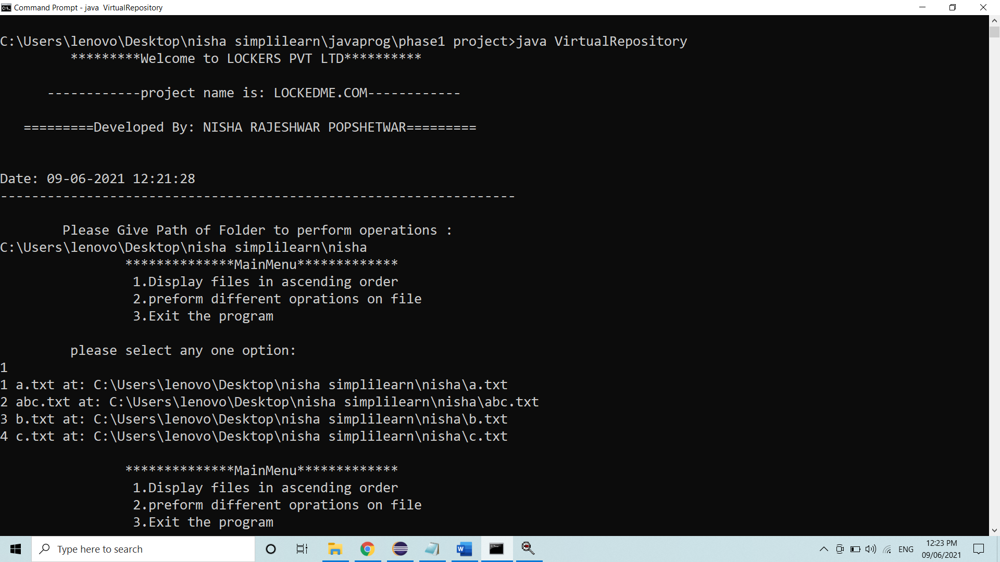 Command Prompt - java  VirtualRepository
C:\Users\lenovo\Desktop\nisha simplilearn\javaprog\phase1 project>java VirtualRepository
*********Welcome to LOCKERS PVT LTD**********
------------project name is: LOCKEDME.COM------------
=========Developed By: NISHA RAJESHWAR POPSHETWAR=========
Date: 09-06-2021 12:21:28
------------------------------------------------------------------
Please Give Path of Folder to perform operations :
C:\Users\lenovo\Desktop\nisha simplilearn\nisha
**************MainMenu*************
1.Display files in ascending order
2.preform different oprations on file
3.Exit the program
please select any one option:
1
1 a.txt at: C:\Users\lenovo\Desktop\nisha simplilearn\nisha\a.txt
2 abc.txt at: C:\Users\lenovo\Desktop\nisha simplilearn\nisha\abc.txt
3 b.txt at: C:\Users\lenovo\Desktop\nisha simplilearn\nisha\b.txt
4 c.txt at: C:\Users\lenovo\Desktop\nisha simplilearn\nisha\c.txt
**************MainMenu*************
1.Display files in ascending order
2.preform different oprations on file
3.Exit the program
Type here to search
ENG
12:23 PM
09/06/2021